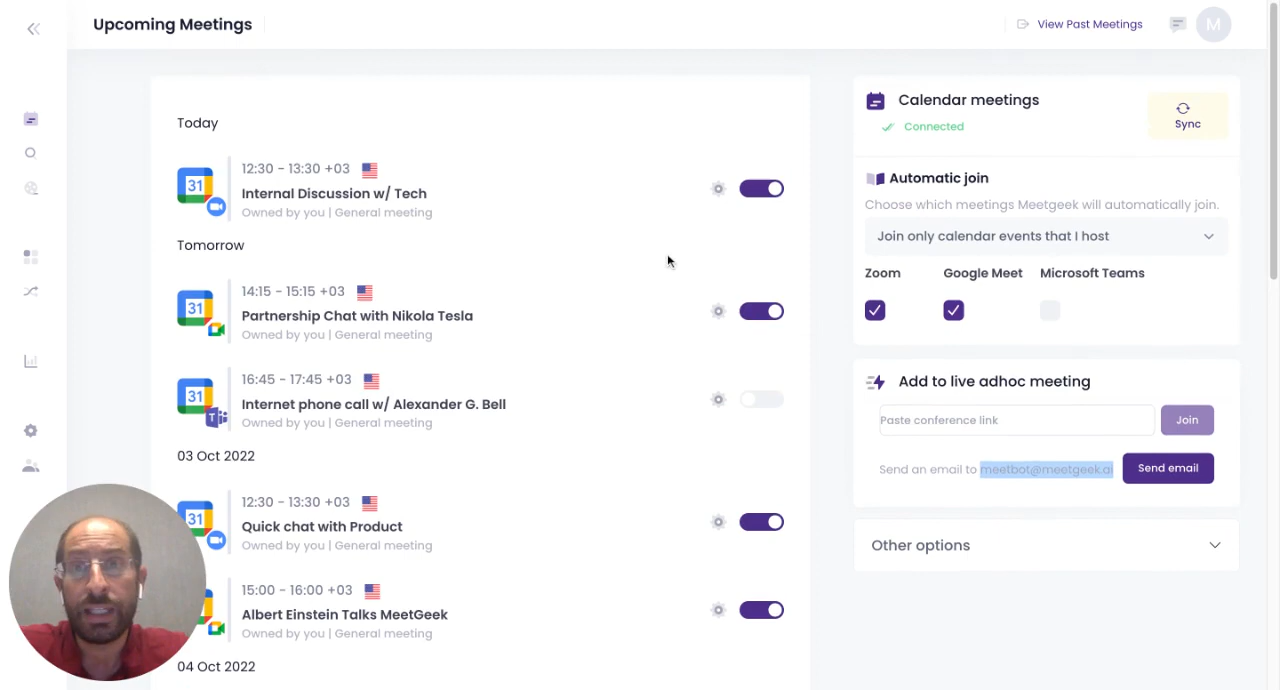 Upcoming Meetings
View Past Meetings
M
Today
31
12:30 - 13:30 +03
Internal Discussion w/ Tech
Owned by you | General meeting
Tomorrow
31
14:15 - 15:15 +03
Partnership Chat with Nikola Tesla
Owned by you | General meeting
31
T
16:45 - 17:45 +03
Internet phone call w/ Alexander G. Bell
Owned by you | General meeting
03 Oct 2022
31
12:30 - 13:30 +03
Quick chat with Product
Owned by you | General meeting
15:00 - 16:00 +03
Albert Einstein Talks MeetGeek
Owned by you | General meeting
04 Oct 2022
Calendar meetings
Connected
Sync
Automatic join
Choose which meetings Meetgeek will automatically join.
Join only calendar events that I host
Zoom Google Meet Microsoft Teams
Add to live adhoc meeting
Paste conference link
Join
Send an email to meetbot@meetgeek.ai
Send email
Other options